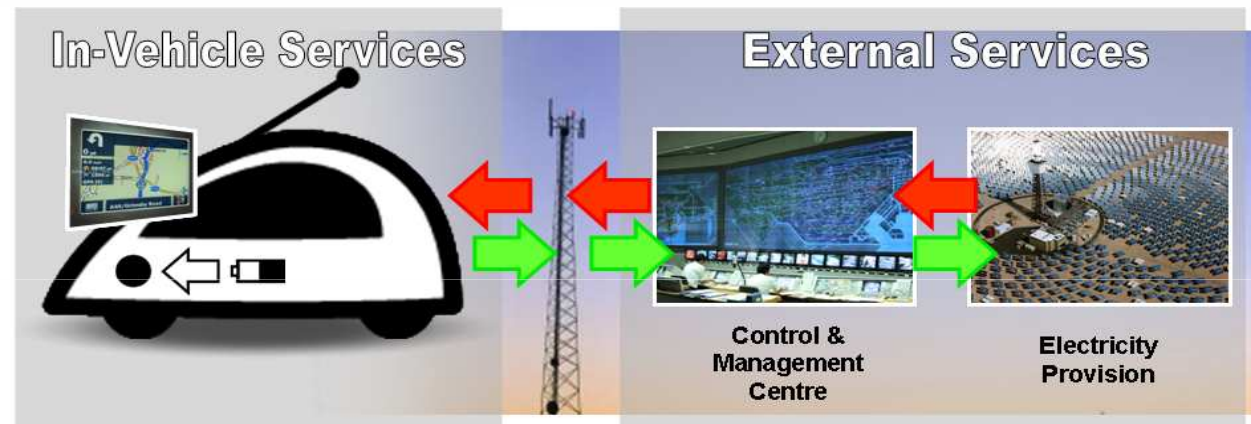 In-Vehicle Services
External Services
Control &
Management
Centre
Electricity
Provision